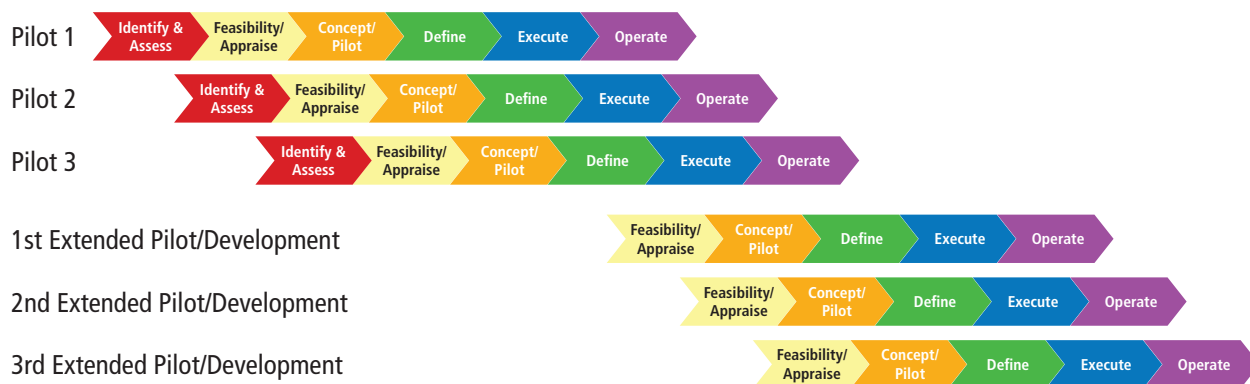 Pilot 1
Identify &
Assess
Feasibility/
Appraise
Concept/
Pilot
Define
Execute
Operate
Pilot 2
Identify &
Assess
Feasibility/
Appraise
Concept/
Pilot
Define
Execute
Operate
Pilot 3
Identify &
Assess
Feasibility/
Appraise
Concept/
Pilot
Define
Execute
Operate
1st Extended Pilot/Development
Feasibility/
Appraise
Concept/
Pilot
Define
Execute
Operate
2nd Extended Pilot/Development
Feasibility/
Appraise
Concept/
Pilot
Define
Execute
Operate
3rd Extended Pilot/Development
Feasibility/
Appraise
Concept/
Pilot
Define
Execute
Operate